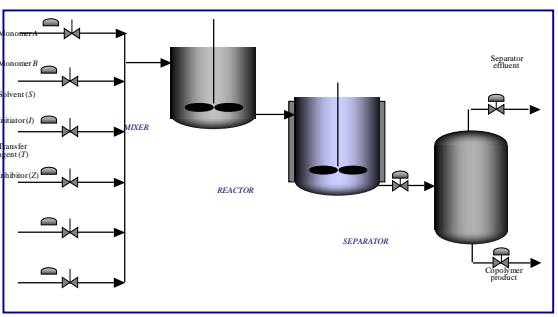 Monomer A
Monomer B
Solvent (S)
Initiator (I)
Transfer
agent (T)
Inhibitor (Z)
MIXER
REACTOR
SEPARATOR
Separator
effluent
Copolymer
product